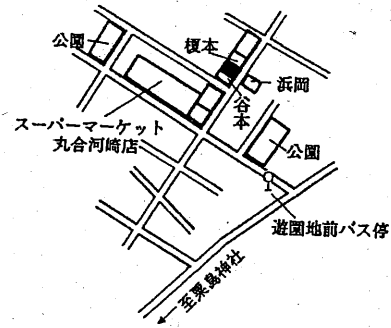 公園
榎本
浜岡
谷本
スーパーマーケット
丸合河崎店
公園
遊園地前バス停
至粟島神社